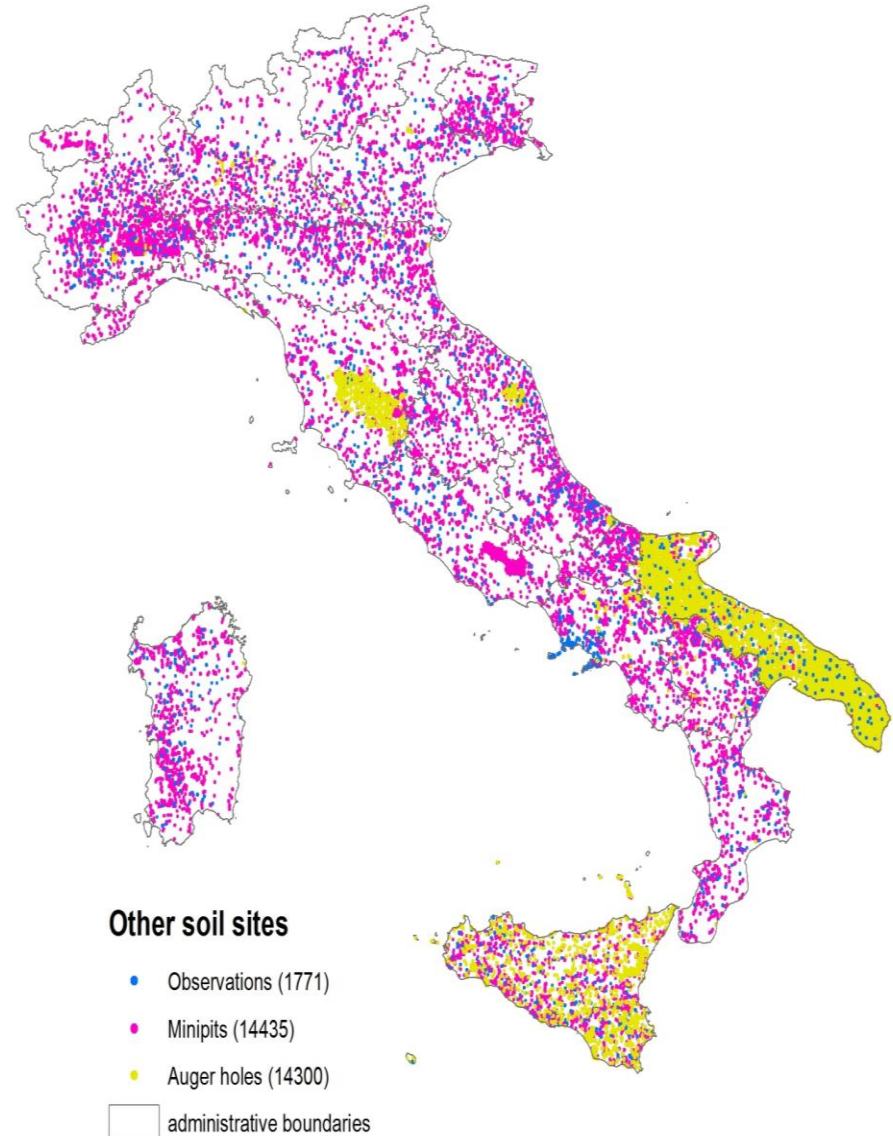 Other soil sites
Observations (1771)
Minipits (14435)
Auger holes (14300)
administrative boundaries